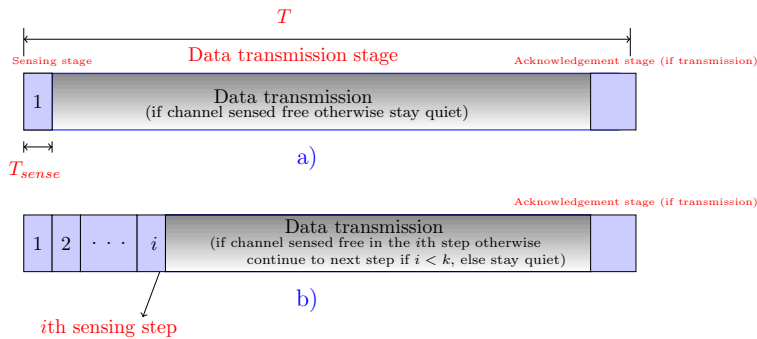 T
Data transmission stage
Sensing stage
Acknowledgement stage (if transmission)
1
Data transmission
(if channel sensed free otherwise stay quiet)
T_sense
a)
Acknowledgement stage (if transmission)
1 2 · · · i
Data transmission
(if channel sensed free in the ith step otherwise
continue to next step if i < k, else stay quiet)
b)
ith sensing step